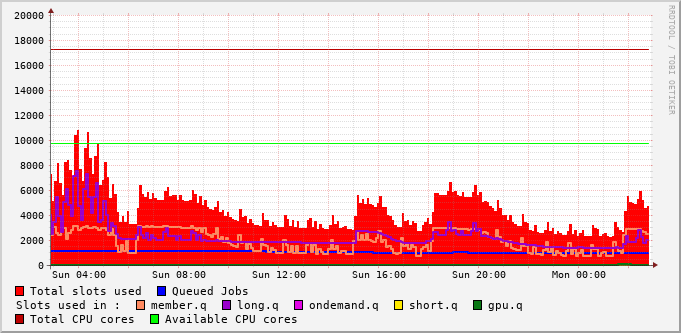 20000
18000
16000
14000
12000
10000
8000
6000
4000
2000
0
Sun 04:00 Sun 08:00 Sun 12:00 Sun 16:00 Sun 20:00 Mon 00:00
Total slots used Queued Jobs
Slots used in : member.q long.q ondemand.q short.q gpu.q
Total CPU cores Available CPU cores
RRDTOOL / TOBI OETIKER